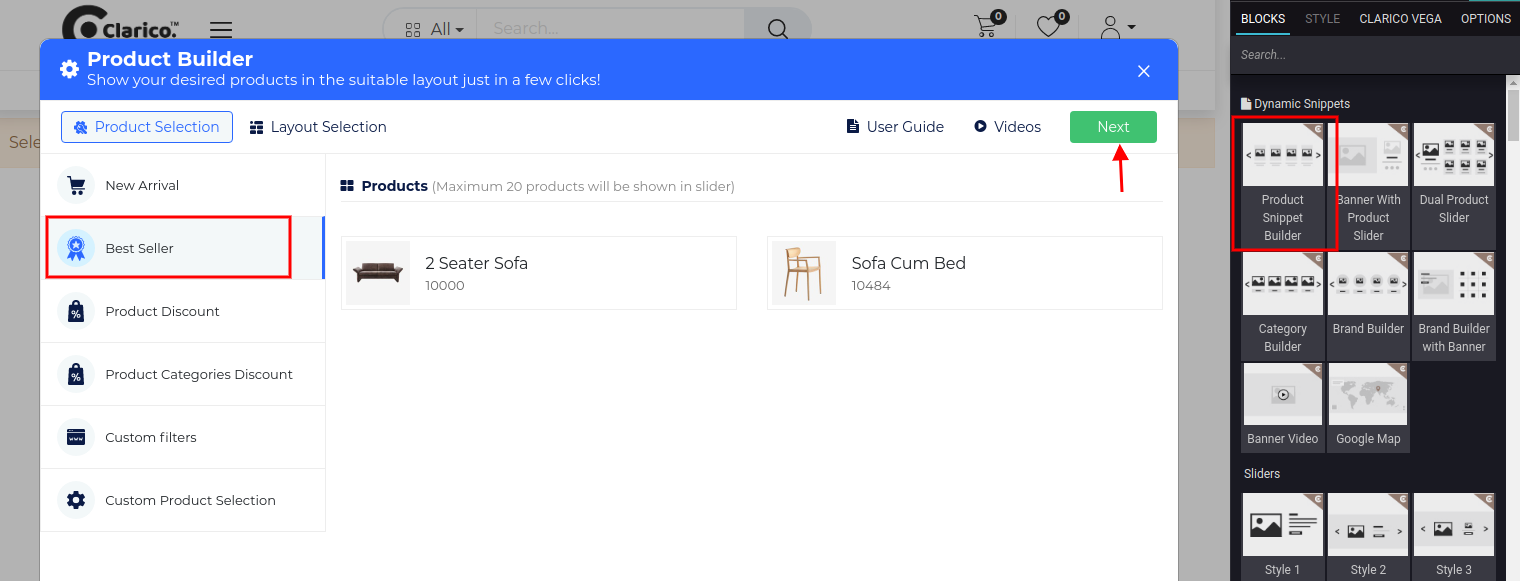 Clarico.™
All
Search...
0
0
Product Builder
Show your desired products in the suitable layout just in a few clicks!
Product Selection
Layout Selection
User Guide
Videos
Next
Sele
New Arrival
Best Seller
Product Discount
Product Categories Discount
Custom filters
Custom Product Selection
Products (Maximum 20 products will be shown in slider)
2 Seater Sofa
10000
Sofa Cum Bed
10484
BLOCKS STYLE CLARICO VEGA OPTIONS
Search...
Dynamic Snippets
Product
Snippet
Builder
Banner With
Product
Slider
Dual Product
Slider
Category
Builder
Brand Builder
Brand Builder
with Banner
Banner Video
Google Map
Sliders
Style 1
Style 2
Style 3